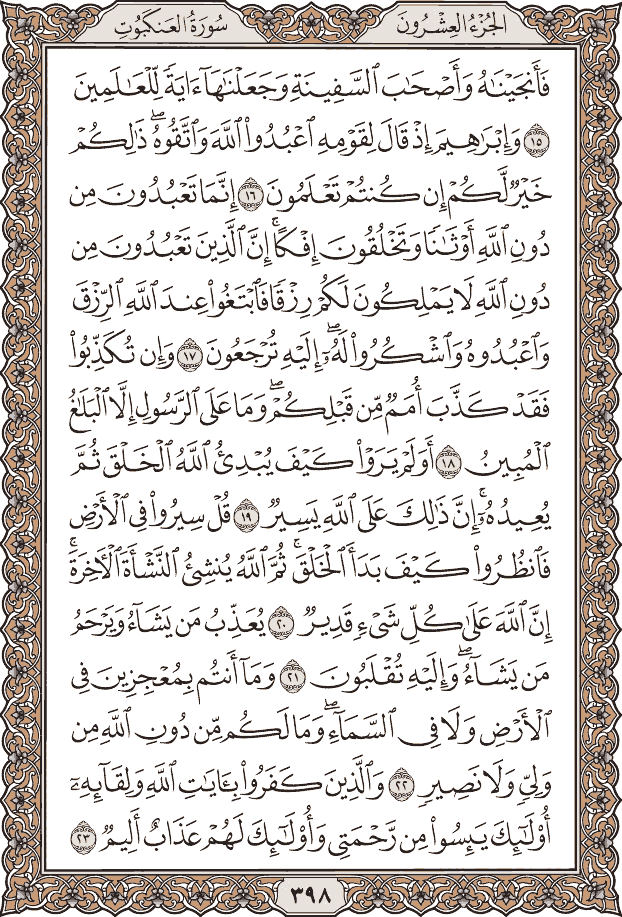 الجُزْءُ العِشْرُونَ
سُورَةُ العَنكَبُوتِ
فَأَنجَيْنَٰهُ وَأَصْحَٰبَ ٱلسَّفِينَةِ وَجَعَلْنَٰهَآ ءَايَةً لِّلْعَٰلَمِينَ
١٥ وَإِبْرَٰهِيمَ إِذْ قَالَ لِقَوْمِهِ ٱعْبُدُوا۟ ٱللَّهَ وَٱتَّقُوهُ ۖ ذَٰلِكُمْ
خَيْرٌ لَّكُمْ إِن كُنتُمْ تَعْلَمُونَ ١٦ إِنَّمَا تَعْبُدُونَ مِن
دُونِ ٱللَّهِ أَوْثَٰنًا وَتَخْلُقُونَ إِفْكًا ۚ إِنَّ ٱلَّذِينَ تَعْبُدُونَ مِن
دُونِ ٱللَّهِ لَا يَمْلِكُونَ لَكُمْ رِزْقًا فَٱبْتَغُوا۟ عِندَ ٱللَّهِ ٱلرِّزْقَ
وَٱعْبُدُوهُ وَٱشْكُرُوا۟ لَهُۥٓ ۖ إِلَيْهِ تُرْجَعُونَ ١٧ وَإِن تُكَذِّبُوا۟
فَقَدْ كَذَّبَ أُمَمٌ مِّن قَبْلِكُمْ ۖ وَمَا عَلَى ٱلرَّسُولِ إِلَّا ٱلْبَلَٰغُ
ٱلْمُبِينُ ١٨ أَوَلَمْ يَرَوْا۟ كَيْفَ يُبْدِئُ ٱللَّهُ ٱلْخَلْقَ ثُمَّ
يُعِيدُهُۥٓ ۚ إِنَّ ذَٰلِكَ عَلَى ٱللَّهِ يَسِيرٌ ١٩ قُلْ سِيرُوا۟ فِى ٱلْأَرْضِ
فَٱنظُرُوا۟ كَيْفَ بَدَأَ ٱلْخَلْقَ ۚ ثُمَّ ٱللَّهُ يُنشِئُ ٱلنَّشْأَةَ ٱلْءَاخِرَةَ ۚ
إِنَّ ٱللَّهَ عَلَىٰ كُلِّ شَىْءٍ قَدِيرٌ ٢٠ يُعَذِّبُ مَن يَشَآءُ وَيَرْحَمُ
مَن يَشَآءُ ۖ وَإِلَيْهِ تُقْلَبُونَ ٢١ وَمَآ أَنتُم بِمُعْجِزِينَ فِى
ٱلْأَرْضِ وَلَا فِى ٱلسَّمَآءِ ۖ وَمَا لَكُم مِّن دُونِ ٱللَّهِ مِن
وَلِىٍّ وَلَا نَصِيرٍ ٢٢ وَٱلَّذِينَ كَفَرُوا۟ بِـَٔايَٰتِ ٱللَّهِ وَلِقَآئِهِۦٓ
أُو۟لَٰٓئِكَ يَئِسُوا۟ مِن رَّحْمَتِى وَأُو۟لَٰٓئِكَ لَهُمْ عَذَابٌ أَلِيمٌ ٢٣
٣٩٨